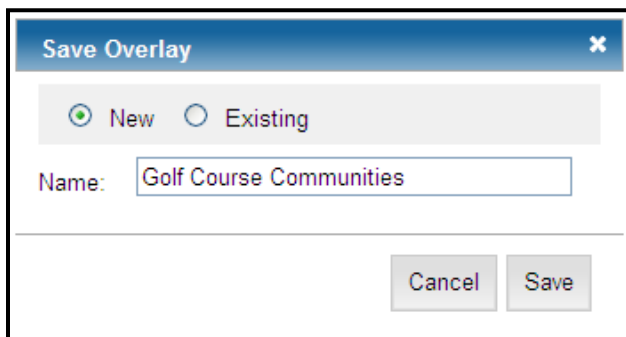 Save Overlay
New Existing
Name: Golf Course Communities
Cancel Save